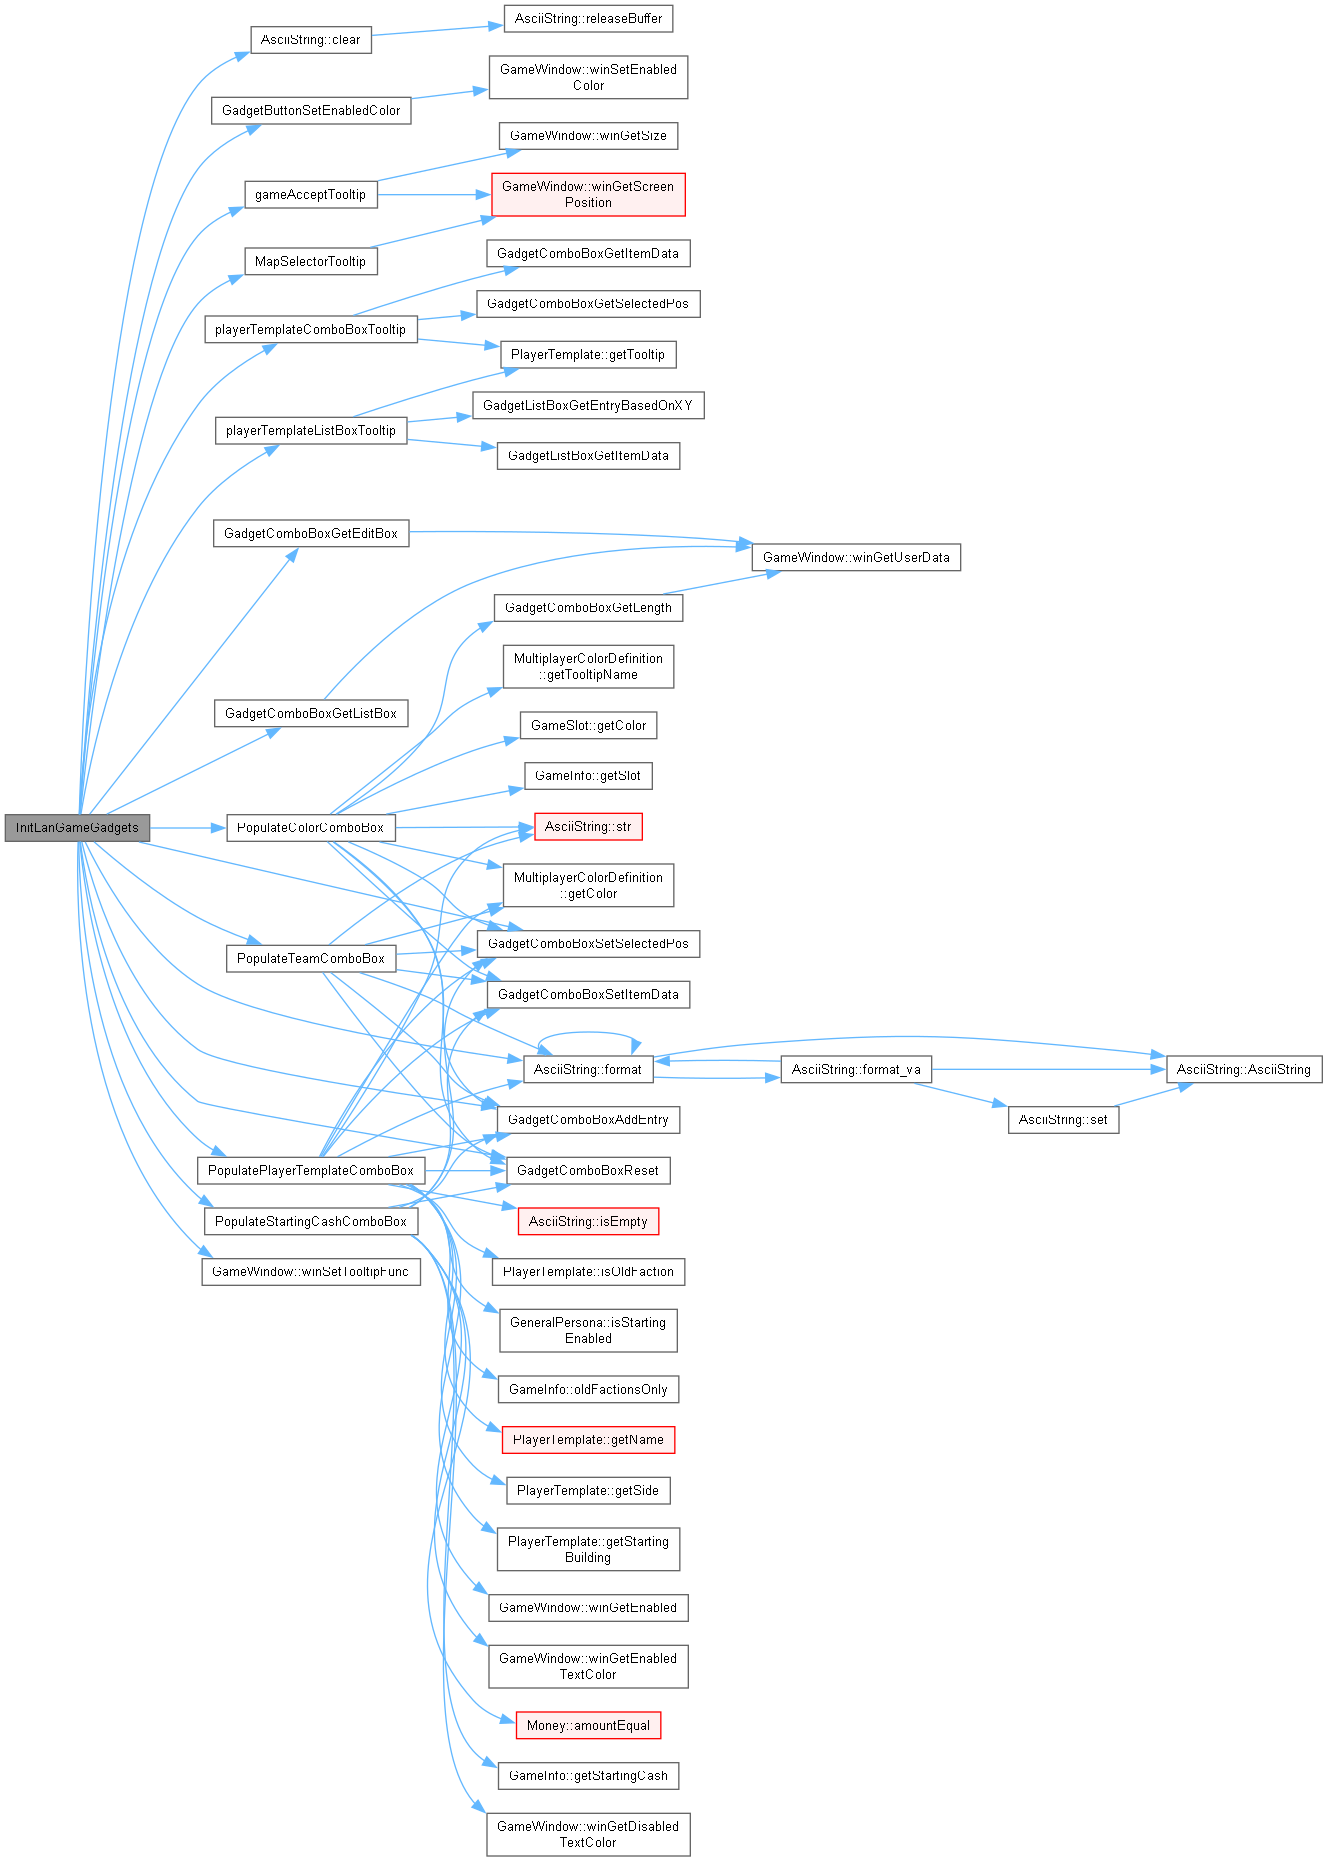 AsciiString::releaseBuffer
AsciiString::clear
GameWindow::winSetEnabled
Color
GadgetButtonSetEnabledColor
GameWindow::winGetSize
GameWindow::winGetScreen
Position
gameAcceptTooltip
GadgetComboBoxGetItemData
MapSelectorTooltip
GadgetComboBoxGetSelectedPos
playerTemplateComboBoxTooltip
PlayerTemplate::getTooltip
GadgetListBoxGetEntryBasedOnXY
playerTemplateListBoxTooltip
GadgetListBoxGetItemData
GadgetComboBoxGetEditBox
GameWindow::winGetUserData
GadgetComboBoxGetLength
MultiplayerColorDefinition
::getTooltipName
GadgetComboBoxGetListBox
GameSlot::getColor
GameInfo::getSlot
InitLanGameGadgets
PopulateColorComboBox
AsciiString::str
MultiplayerColorDefinition
::getColor
GadgetComboBoxSetSelectedPos
PopulateTeamComboBox
GadgetComboBoxSetItemData
AsciiString::format
AsciiString::format_va
AsciiString::AsciiString
AsciiString::set
GadgetComboBoxAddEntry
PopulatePlayerTemplateComboBox
GadgetComboBoxReset
PopulateStartingCashComboBox
AsciiString::isEmpty
GameWindow::winSetTooltipFunc
PlayerTemplate::isOldFaction
GeneralPersona::isStarting
Enabled
GameInfo::oldFactionsOnly
PlayerTemplate::getName
PlayerTemplate::getSide
PlayerTemplate::getStarting
Building
GameWindow::winGetEnabled
GameWindow::winGetEnabled
TextColor
Money::amountEqual
GameInfo::getStartingCash
GameWindow::winGetDisabled
TextColor